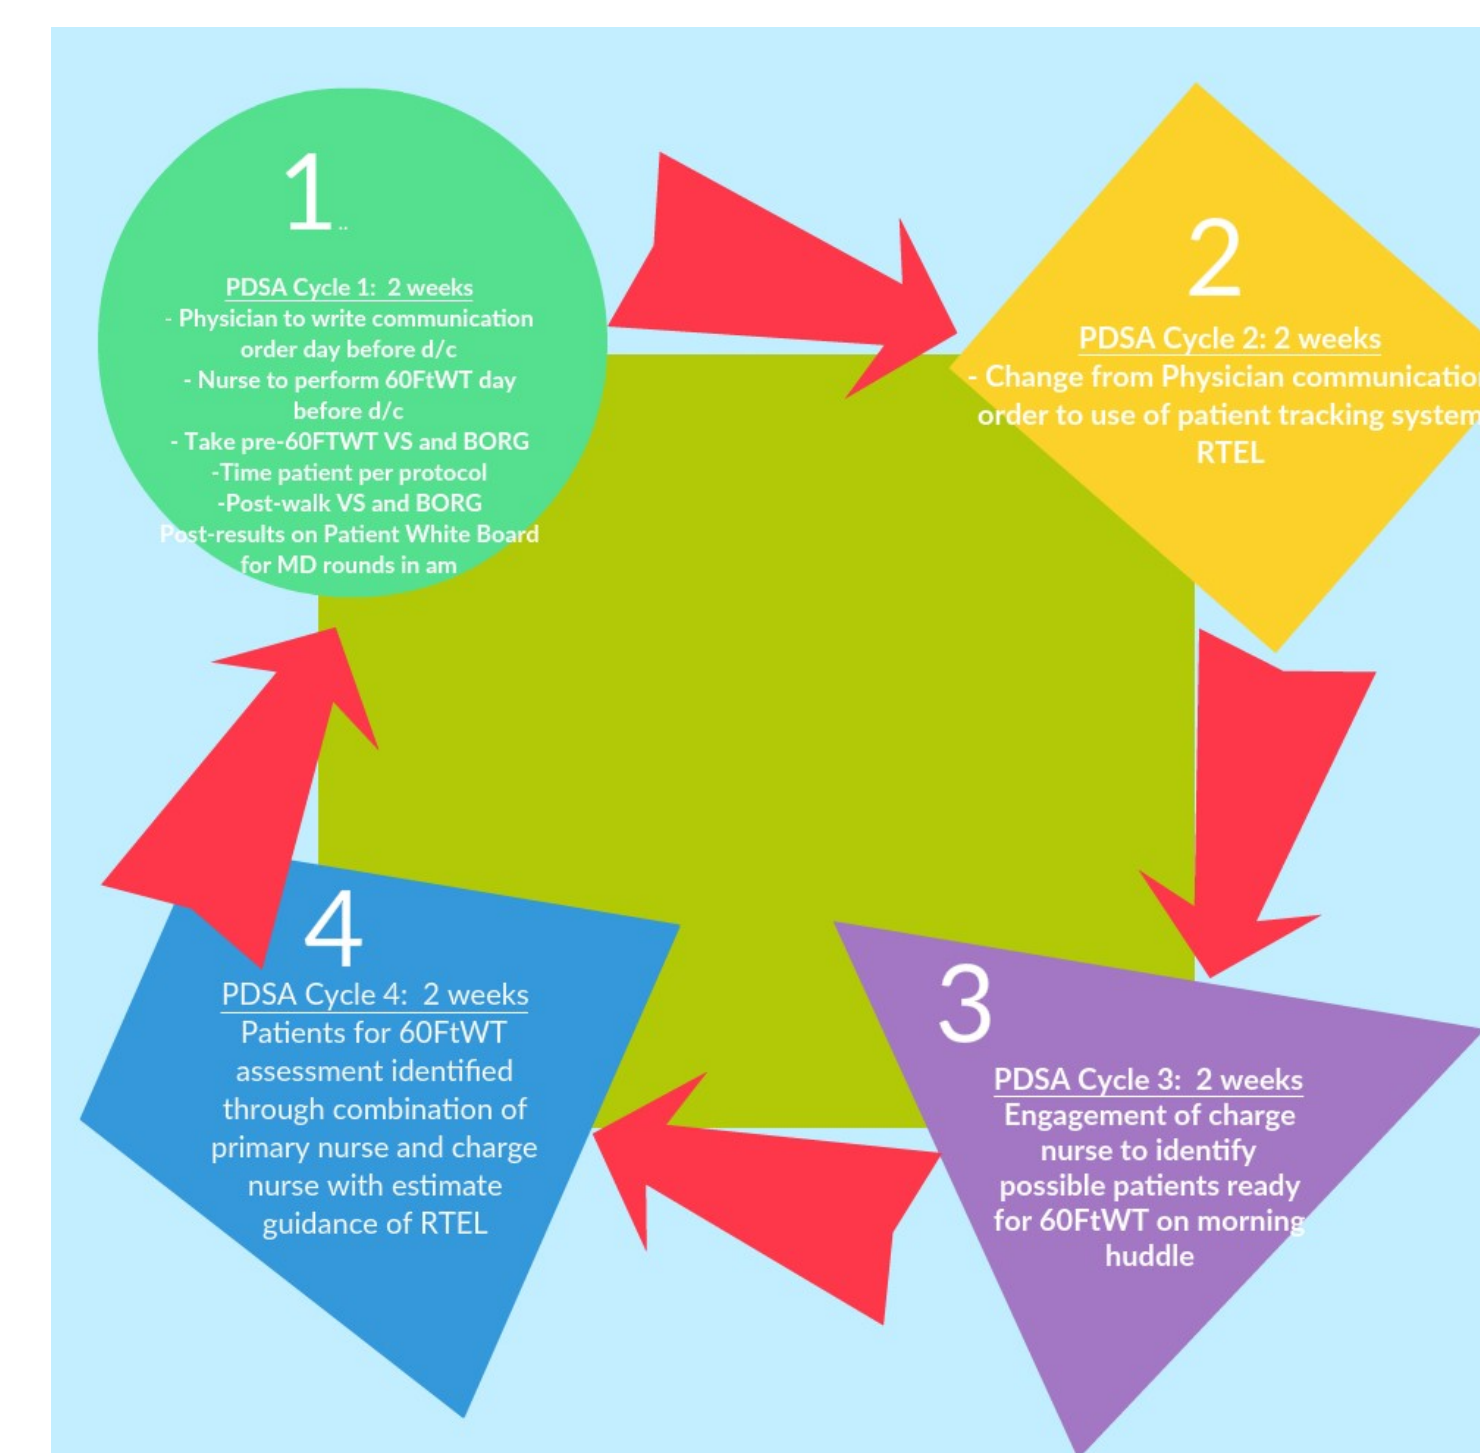 1..
PDSA Cycle 1: 2 weeks
- Physician to write communication
order day before d/c
- Nurse to perform 60FtWT day
before d/c
- Take pre-60FTWT VS and BORG
-Time patient per protocol
-Post-walk VS and BORG
Post-results on Patient White Board
for MD rounds in am
2
PDSA Cycle 2: 2 weeks
- Change from Physician communication
order to use of patient tracking system
RTEL
3
PDSA Cycle 3: 2 weeks
Engagement of charge
nurse to identify
possible patients ready
for 60FtWT on morning
huddle
4
PDSA Cycle 4: 2 weeks
Patients for 60FtWT
assessment identified
through combination of
primary nurse and charge
nurse with estimate
guidance of RTEL